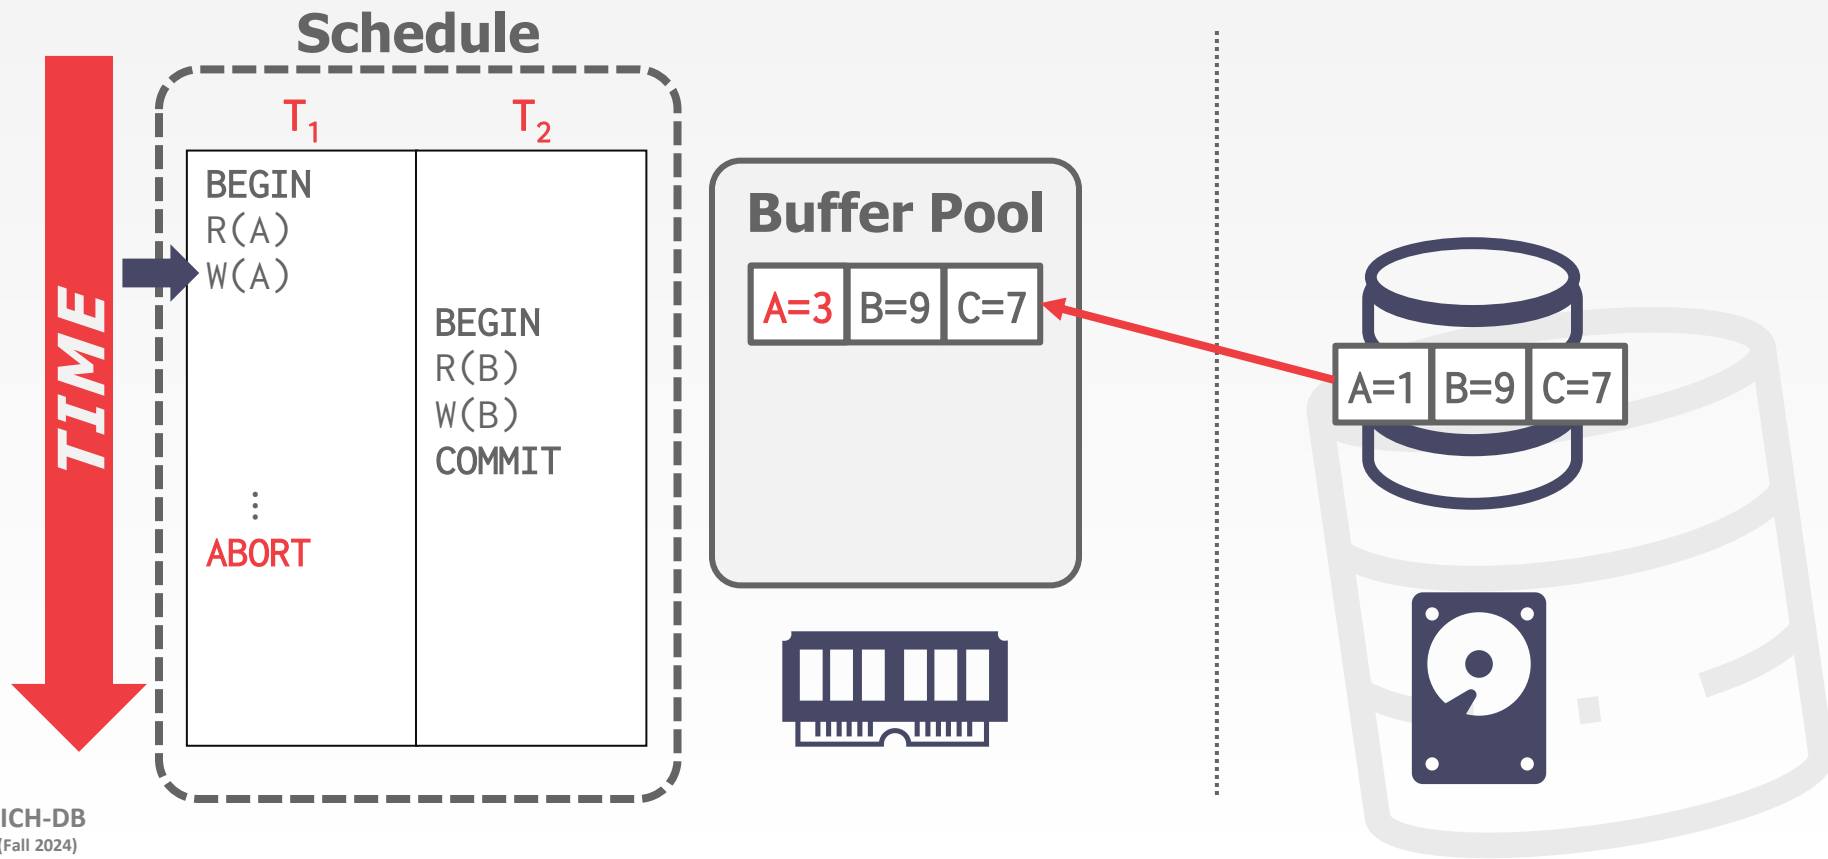 Schedule
TIME
T1
T2
BEGIN
R(A)
W(A)
BEGIN
R(B)
W(B)
COMMIT
⋮
ABORT
Buffer Pool
A=3 B=9 C=7
A=1 B=9 C=7
ICH-DB
(Fall 2024)